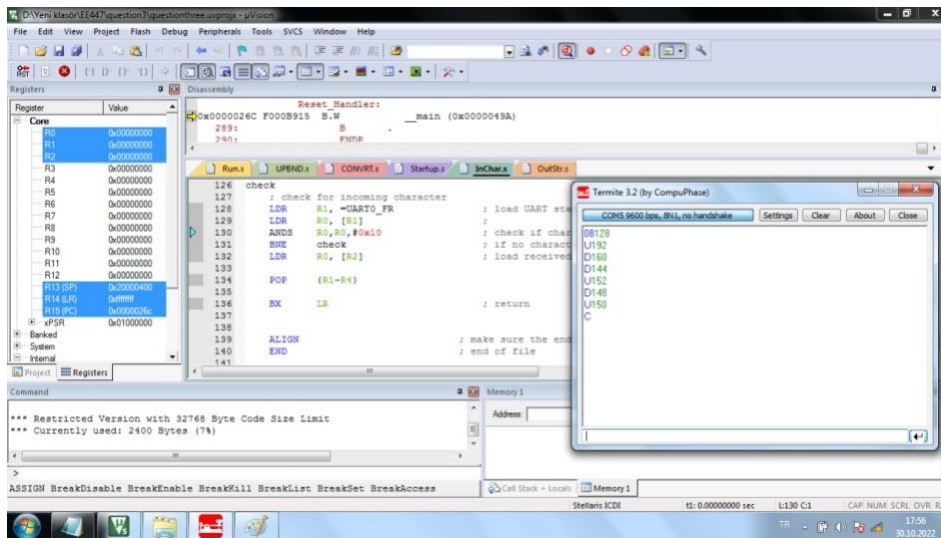 D:\Yeni klasör\EE447\question3\questionthree.uvprojx - µVision
File Edit View Project Flash Debug Peripherals Tools SVCS Window Help
Registers
Register Value
Core
R0 0x00000000
R1 0x00000000
R2 0x00000000
R3 0x00000000
R4 0x00000000
R5 0x00000000
R6 0x00000000
R7 0x00000000
R8 0x00000000
R9 0x00000000
R10 0x00000000
R11 0x00000000
R12 0x00000000
R13 (SP) 0x20000400
R14 (LR) 0xffffffff
R15 (PC) 0x0000026c
xPSR 0x01000000
Banked
System
Internal
Project Registers
Disassembly
Reset_Handler:
0x0000026C F000B915 B.W __main (0x0000049A)
289: B .
290: ENDP
Run.s UPBND.s CONVRT.s Startup.s InChar.s OutStr.s
126 check
127 ; check for incoming character
128 LDR R1, =UART0_FR ; load UART sta
129 LDR R0, [R1] ;
130 ANDS R0,R0,#0x10 ; check if char
131 BNE check ; if no charact
132 LDR R0, [R2] ; load received
133
134 POP {R1-R4}
135
136 BX LR ; return
137
138
139 ALIGN ; make sure the end
140 END ; end of file
141
Termite 3.2 (by CompuPhase)
COM5 9600 bps, 8N1, no handshake Settings Clear About Close
08128
U192
D160
D144
U152
D148
U150
C
Command
*** Restricted Version with 32768 Byte Code Size Limit
*** Currently used: 2400 Bytes (7%)
>
ASSIGN BreakDisable BreakEnable BreakKill BreakList BreakSet BreakAccess
Memory 1
Address
Call Stack + Locals Memory 1
Stellaris ICDI t1: 0.00000000 sec L:130 C:1 CAP NUM SCRL OVR R
TR 17:56
30.10.2022